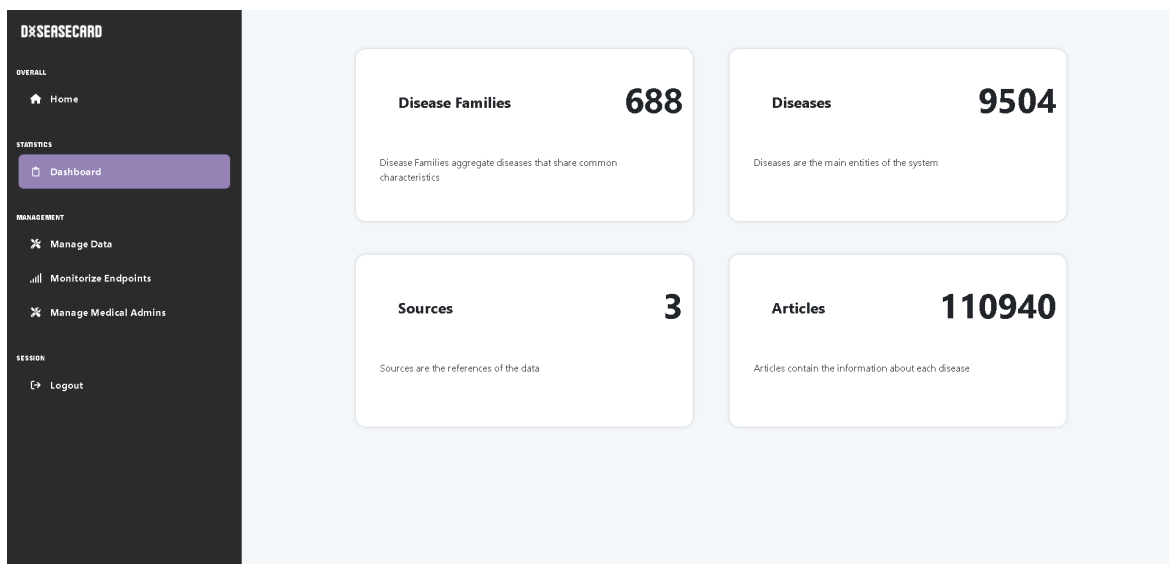 DISEASECARD
OVERALL
Home
STATISTICS
Dashboard
MANAGEMENT
Manage Data
Monitorize Endpoints
Manage Medical Admins
SESSION
Logout
Disease Families 688
Disease Families aggregate diseases that share common
characteristics
Diseases 9504
Diseases are the main entities of the system
Sources 3
Sources are the references of the data
Articles 110940
Articles contain the information about each disease